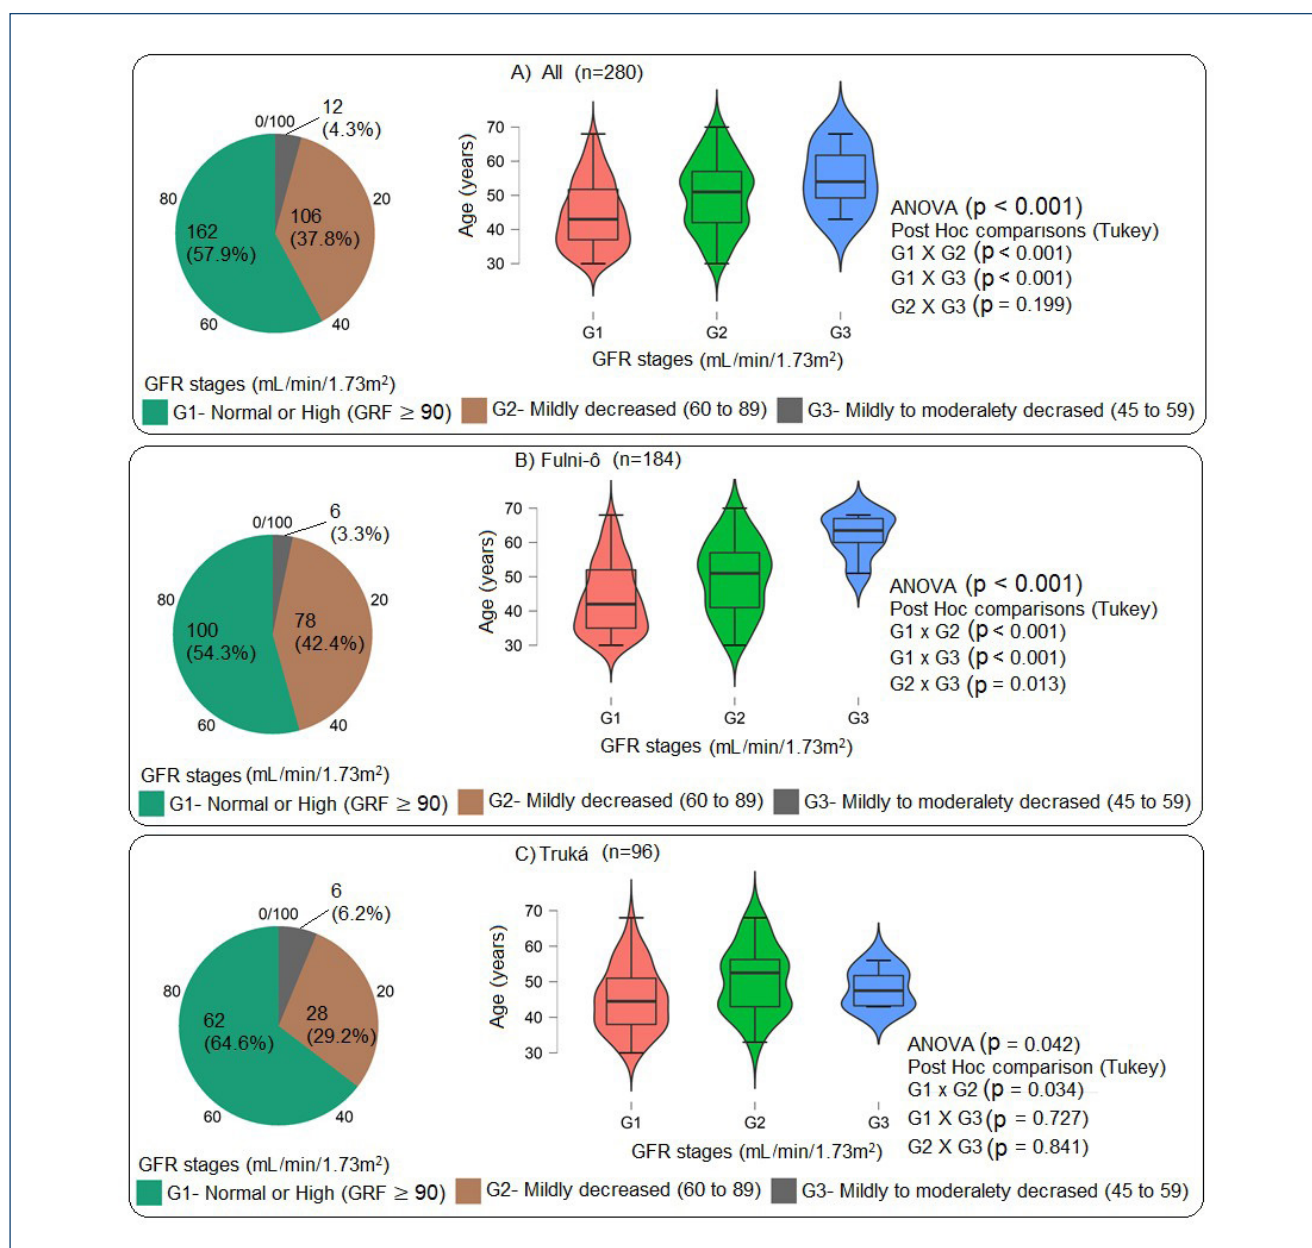 A) All (n=280)
12
(4.3%)
0/100
80
20
106
(37.8%)
162
(57.9%)
60
40
Age (years)
70
60
50
40
30
G1
G2
G3
GFR stages (mL/min/1.73m²)
ANOVA (p < 0.001)
Post Hoc comparisons (Tukey)
G1 X G2 (p < 0.001)
G1 X G3 (p < 0.001)
G2 X G3 (p = 0.199)
GFR stages (mL/min/1.73m²)
G1- Normal or High (GRF ≥ 90)
G2- Mildly decreased (60 to 89)
G3- Mildly to moderalety decrased (45 to 59)
B) Fulni-ô (n=184)
6
(3.3%)
0/100
80
20
78
(42.4%)
100
(54.3%)
60
40
Age (years)
70
60
50
40
30
G1
G2
G3
GFR stages (mL/min/1.73m²)
ANOVA (p < 0.001)
Post Hoc comparisons (Tukey)
G1 x G2 (p < 0.001)
G1 x G3 (p < 0.001)
G2 x G3 (p = 0.013)
GFR stages (mL/min/1.73m²)
G1- Normal or High (GRF ≥ 90)
G2- Mildly decreased (60 to 89)
G3- Mildly to moderalety decrased (45 to 59)
C) Truká (n=96)
6
(6.2%)
0/100
80
20
28
(29.2%)
62
(64.6%)
60
40
Age (years)
70
60
50
40
30
G1
G2
G3
GFR stages (mL/min/1.73m²)
ANOVA (p = 0.042)
Post Hoc comparison (Tukey)
G1 x G2 (p = 0.034)
G1 X G3 (p = 0.727)
G2 X G3 (p = 0.841)
GFR stages (mL/min/1.73m²)
G1- Normal or High (GRF ≥ 90)
G2- Mildly decreased (60 to 89)
G3- Mildly to moderalety decrased (45 to 59)